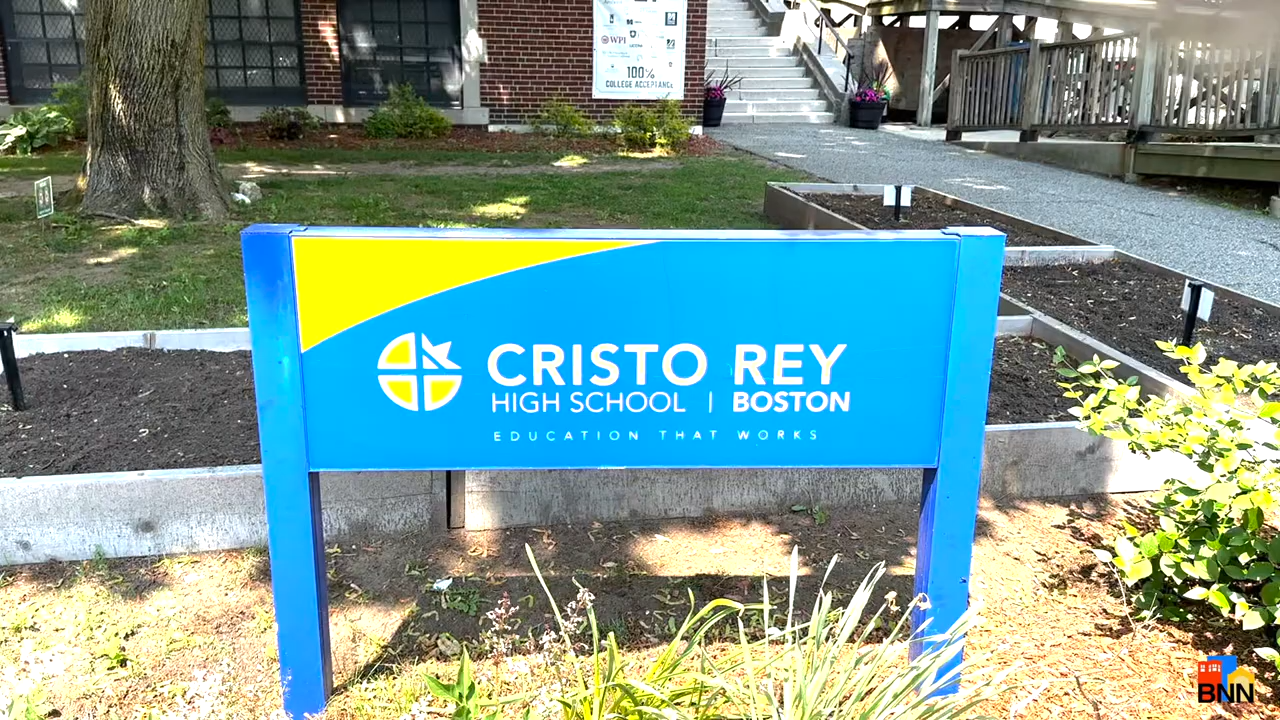 WPI
100%
COLLEGE ACCEPTANCE
CRISTO REY
HIGH SCHOOL | BOSTON
EDUCATION THAT WORKS
BNN